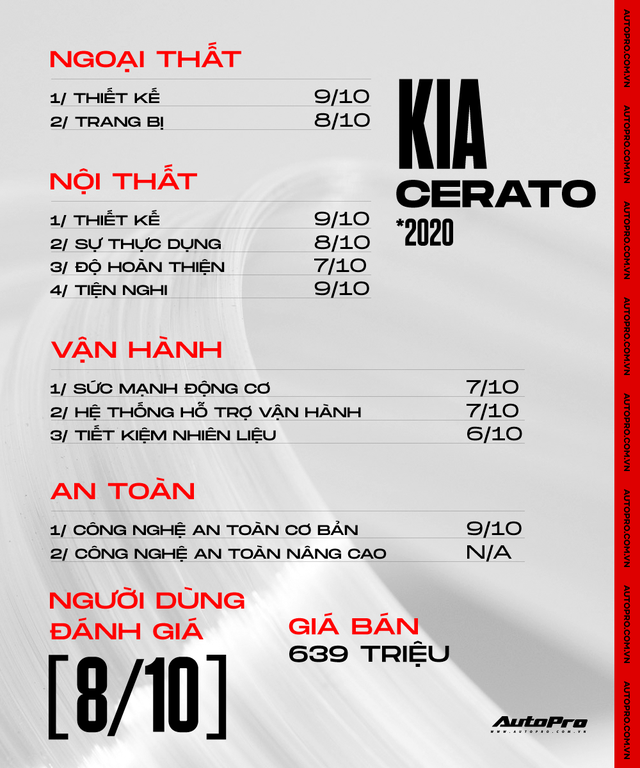 NGOẠI THẤT
1/ THIẾT KẾ 9/10
2/ TRANG BỊ 8/10
KIA
CERATO
*2020
NỘI THẤT
1/ THIẾT KẾ 9/10
2/ SỰ THỰC DỤNG 8/10
3/ ĐỘ HOÀN THIỆN 7/10
4/ TIỆN NGHI 9/10
VẬN HÀNH
1/ SỨC MẠNH ĐỘNG CƠ 7/10
2/ HỆ THỐNG HỖ TRỢ VẬN HÀNH 7/10
3/ TIẾT KIỆM NHIÊN LIỆU 6/10
AN TOÀN
1/ CÔNG NGHỆ AN TOÀN CƠ BẢN 9/10
2/ CÔNG NGHỆ AN TOÀN NÂNG CAO N/A
NGƯỜI DÙNG
ĐÁNH GIÁ
[8/10]
GIÁ BÁN
639 TRIỆU
AutoPro
WWW.AUTOPRO.COM.VN
AUTOPRO.COM.VN
AUTOPRO.COM.VN
AUTOPRO.COM.VN
AUTOPRO.COM.VN
AUTOPRO.COM.VN
AUTOPRO.COM.VN
AUTOPRO.COM.VN
AUTOPRO.COM.VN